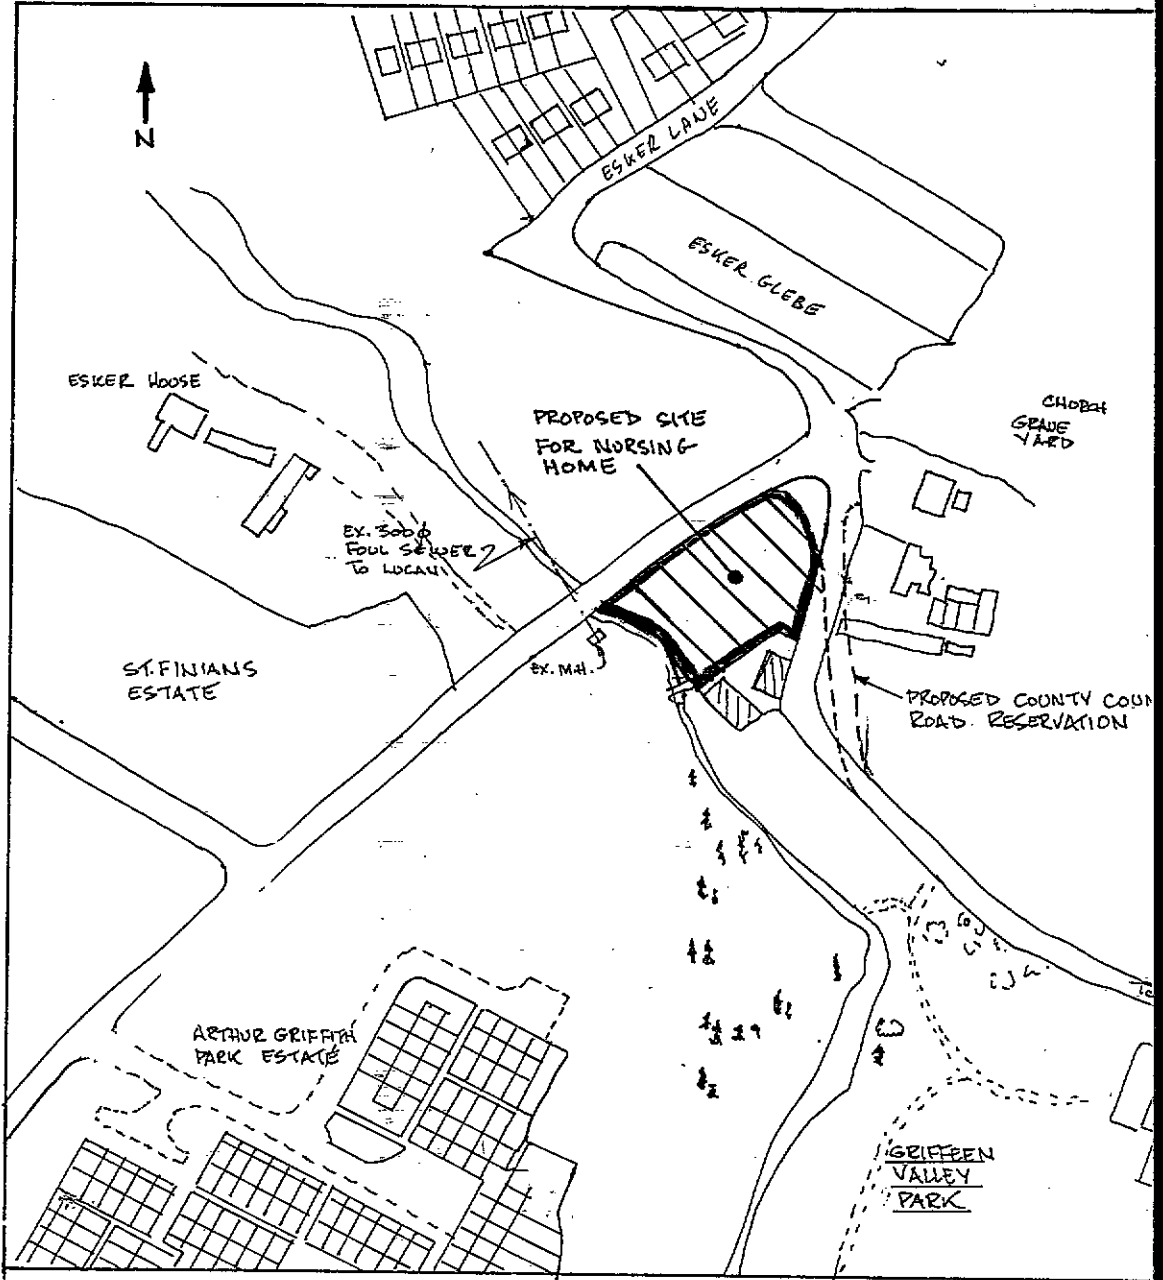 N
ESKER LANE
ESKER GLEBE
ESKER HOUSE
PROPOSED SITE
FOR NURSING
HOME
CHURCH
GRAVE
YARD
EX. 300ϕ
FOUL SEWER
TO LUCAN
EX. M.H.
ST. FINIANS
ESTATE
PROPOSED COUNTY COUN
ROAD RESERVATION
ARTHUR GRIFFITH
PARK ESTATE
GRIFFEEN
VALLEY
PARK